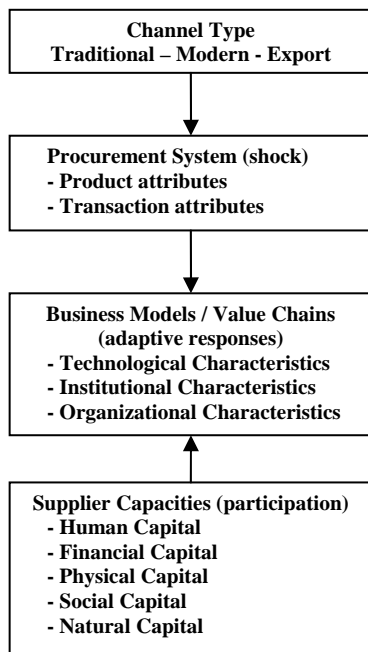 Channel Type
Traditional – Modern - Export
Procurement System (shock)
- Product attributes
- Transaction attributes
Business Models / Value Chains
(adaptive responses)
- Technological Characteristics
- Institutional Characteristics
- Organizational Characteristics
Supplier Capacities (participation)
- Human Capital
- Financial Capital
- Physical Capital
- Social Capital
- Natural Capital